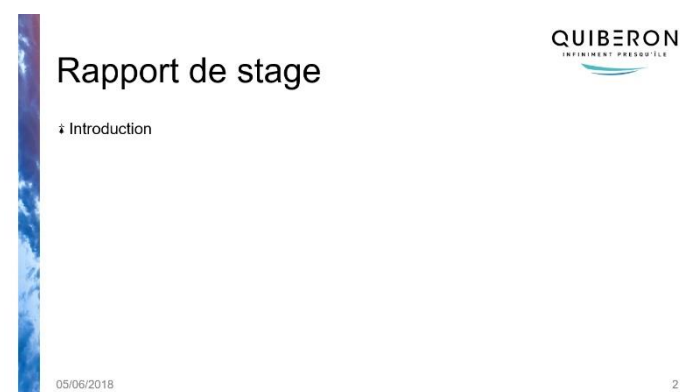 QUIBERON
INFINIMENT PRESQU'ÎLE
Rapport de stage
Introduction
05/06/2018
2